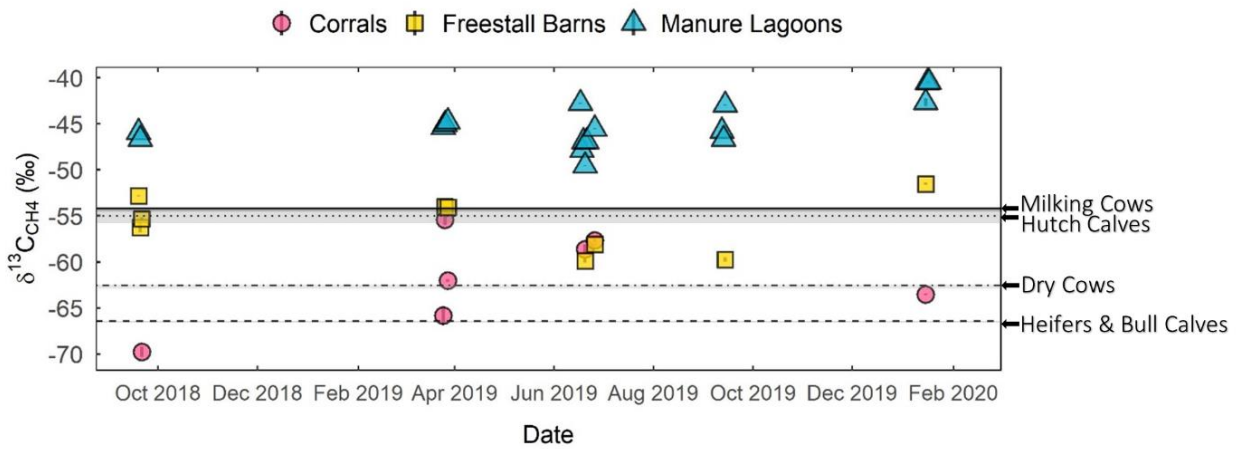 Corrals Freestall Barns Manure Lagoons
-40
-45
-50
-55
-60
-65
-70
δ¹³C_CH4 (‰)
Milking Cows
Hutch Calves
Dry Cows
Heifers & Bull Calves
Oct 2018 Dec 2018 Feb 2019 Apr 2019 Jun 2019 Aug 2019 Oct 2019 Dec 2019 Feb 2020
Date